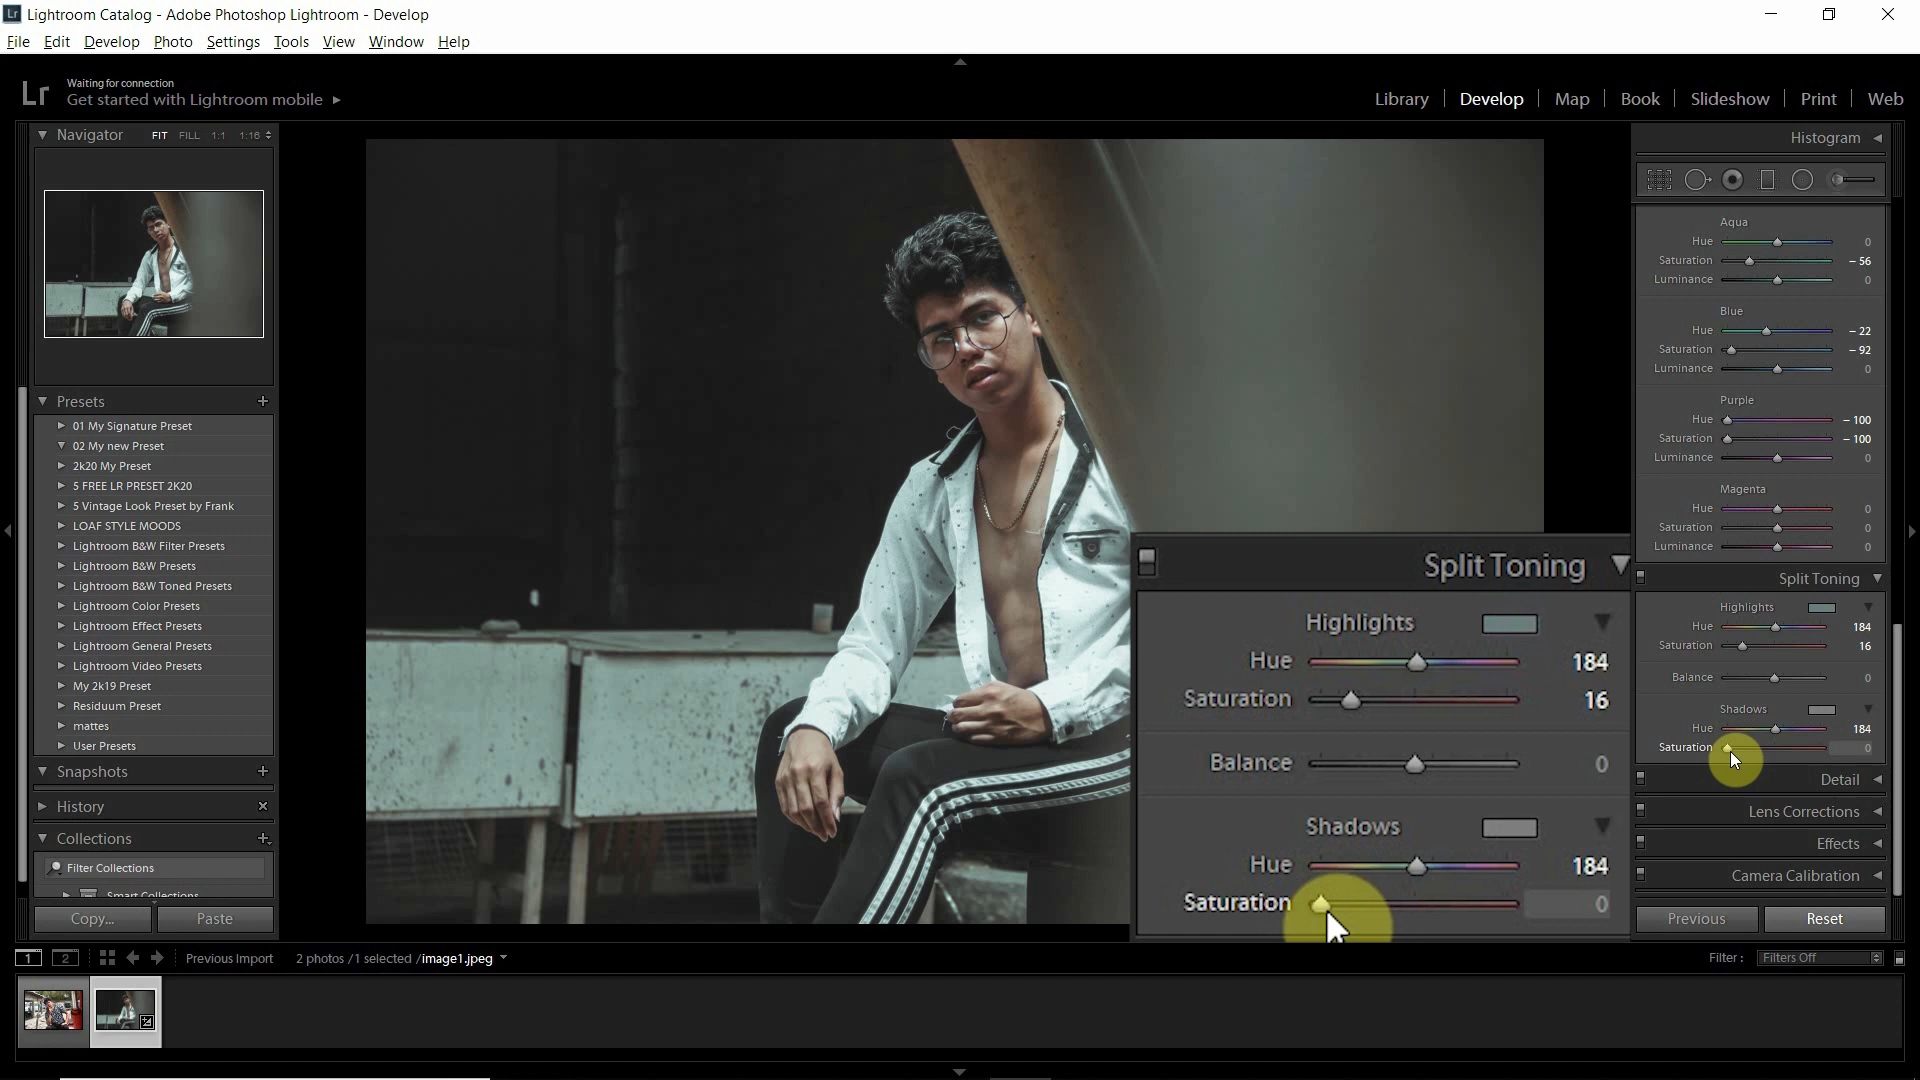 Lr Lightroom Catalog - Adobe Photoshop Lightroom - Develop
File Edit Develop Photo Settings Tools View Window Help
Lr
Waiting for connection
Get started with Lightroom mobile
Library Develop Map Book Slideshow Print Web
Navigator FIT FILL 1:1 1:16
Presets +
01 My Signature Preset
02 My new Preset
2k20 My Preset
5 FREE LR PRESET 2K20
5 Vintage Look Preset by Frank
LOAF STYLE MOODS
Lightroom B&W Filter Presets
Lightroom B&W Presets
Lightroom B&W Toned Presets
Lightroom Color Presets
Lightroom Effect Presets
Lightroom General Presets
Lightroom Video Presets
My 2k19 Preset
Residuum Preset
mattes
User Presets
Snapshots +
History ×
Collections +
Filter Collections
Smart Collections
Copy... Paste
Split Toning
Highlights
Hue 184
Saturation 16
Balance 0
Shadows
Hue 184
Saturation 0
Histogram
Aqua
Hue 0
Saturation – 56
Luminance 0
Blue
Hue – 22
Saturation – 92
Luminance 0
Purple
Hue – 100
Saturation – 100
Luminance 0
Magenta
Hue 0
Saturation 0
Luminance 0
Split Toning
Highlights
Hue 184
Saturation 16
Balance 0
Shadows
Hue 184
Saturation 0
Detail
Lens Corrections
Effects
Camera Calibration
Previous Reset
1 2 Previous Import 2 photos /1 selected /image1.jpeg
Filter : Filters Off